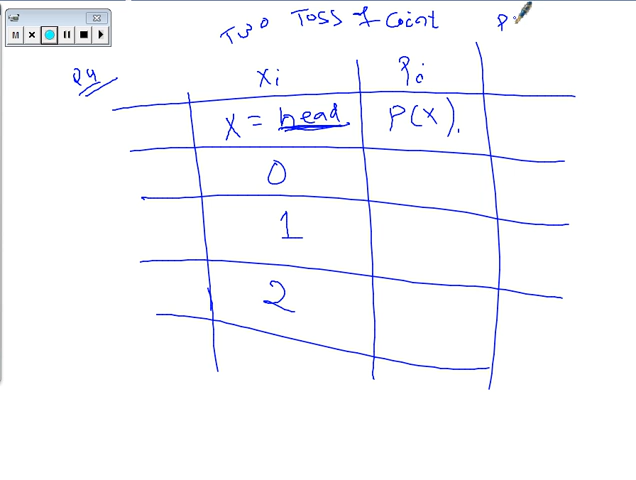 M
Two Toss of Coint P
Q4
xi Pi
X = head P(X).
0
1
2